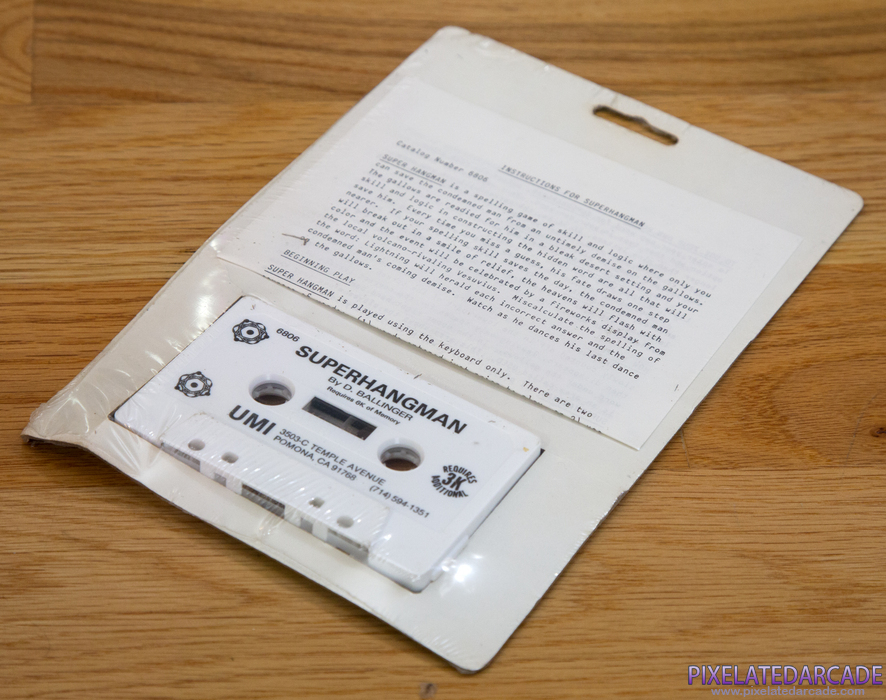 Catalog Number 6806
INSTRUCTIONS FOR SUPERHANGMAN
SUPER HANGMAN is a spelling game of skill and logic where only you
can save the condemned man from an untimely demise on the gallows.
The gallows are readied for him in a bleak desert setting and your
skill and logic in constructing the hidden word are all that will
save him. Every time you miss a guess, his fate draws one step
nearer. If your spelling skill saves the day, the condemned man
will break out in a smile of relief, the heavens will flash with
color and the event will be celebrated by a fireworks display from
the local volcano-rivaling Vesuvius. Miscalculate the spelling of
the word: Lightning will herald each incorrect answer and the
condemned man's coming demise. Watch as he dances his last dance
the gallows.
BEGINNING PLAY
SUPER HANGMAN is played using the keyboard only. There are two
6806
SUPERHANGMAN
By D. BALLINGER
Requires 6K of Memory
UMI
3503-C TEMPLE AVENUE
POMONA, CA 91768
(714) 594-1351
REQUIRES
3K
ADDITIONAL
PIXELATEDARCADE
www.pixelatedarcade.com